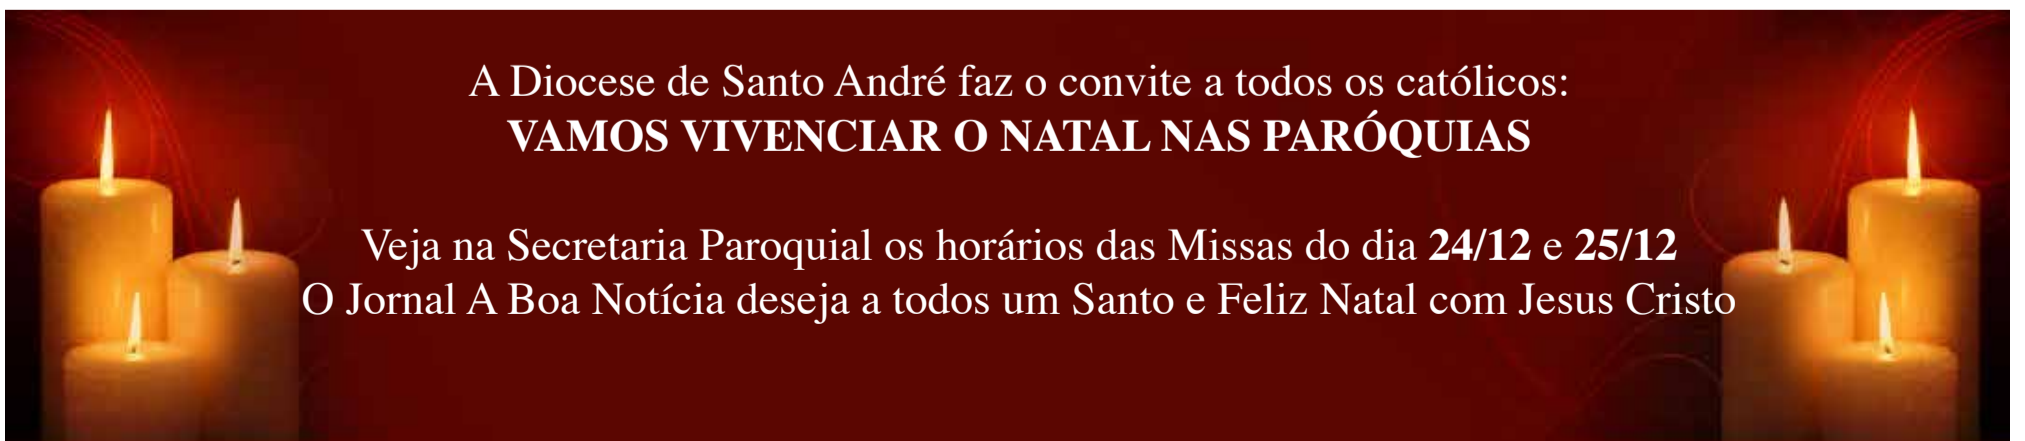 A Diocese de Santo André faz o convite a todos os católicos:
VAMOS VIVENCIAR O NATAL NAS PARÓQUIAS
Veja na Secretaria Paroquial os horários das Missas do dia 24/12 e 25/12
O Jornal A Boa Notícia deseja a todos um Santo e Feliz Natal com Jesus Cristo